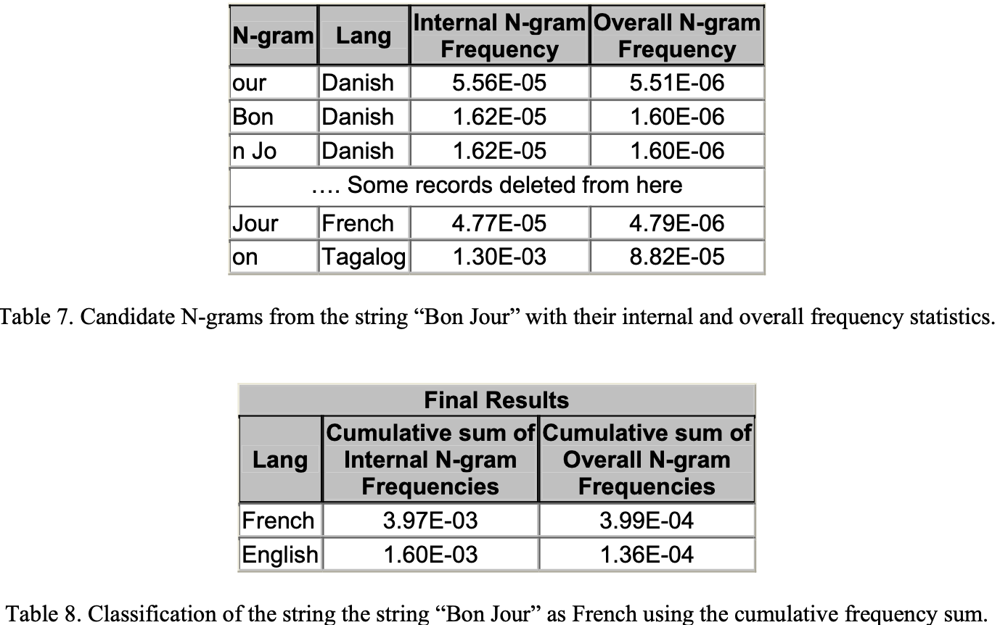 N-gram Lang Internal N-gram Frequency Overall N-gram Frequency
our Danish 5.56E-05 5.51E-06
Bon Danish 1.62E-05 1.60E-06
n Jo Danish 1.62E-05 1.60E-06
…. Some records deleted from here
Jour French 4.77E-05 4.79E-06
on Tagalog 1.30E-03 8.82E-05
Table 7. Candidate N-grams from the string “Bon Jour” with their internal and overall frequency statistics.
Final Results
Lang Cumulative sum of Internal N-gram Frequencies Cumulative sum of Overall N-gram Frequencies
French 3.97E-03 3.99E-04
English 1.60E-03 1.36E-04
Table 8. Classification of the string the string “Bon Jour” as French using the cumulative frequency sum.